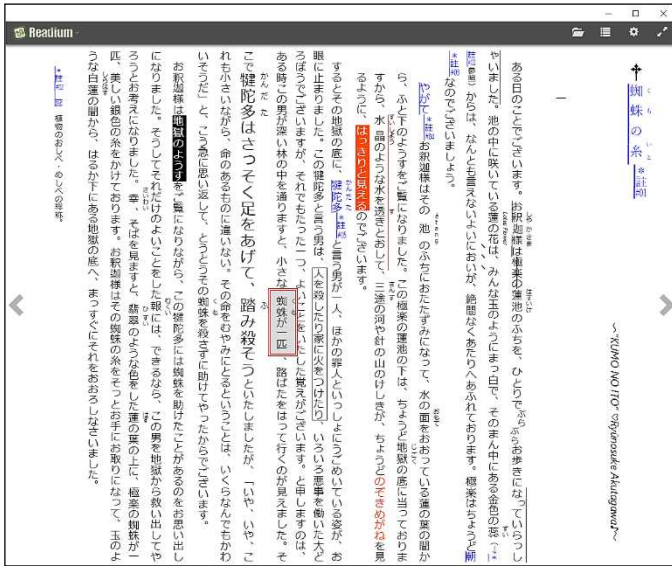 Readium
✝蜘蛛の糸＊註釈
～"KUMO NO ITO" ♡Ryûnosuke Akutagawa♪～
一
ある日のことでございます。お釈迦様は極楽の蓮池のふちを、ひとりでぶらぶらお歩きになっていらっし
ゃいました。池の中に咲いている蓮の花は、みんな玉のようにまっ白で、そのまん中にある金色の蕊
からは、なんとも言えないよいにおいが、絶間なくあたりへあふれております。極楽はちょうど朝
なのでございましょう。
やがてお釈迦様はその池のふちにおたたずみになって、水の面をおおっている蓮の葉の間か
ら、ふと下のようすをご覧になりました。この極楽の蓮池の下は、ちょうど地獄の底に当っておりま
すから、水晶のような水を透きとおして、三途の河や針の山のけしきが、ちょうどのぞきめがねを見
るように、はっきりと見えるのでございます。
するとその地獄の底に、犍陀多＊註釈と言う男が一人、ほかの罪人といっしょにうごめいている姿が、お
眼に止まりました。この犍陀多と言う男は、人を殺したり家に火をつけたり、いろいろ悪事を働いた大ど
ろぼうでございますが、それでもたった一つ、よいことをいたした覚えがございます。と申しますのは、
ある時この男が深い林の中を通りますと、小さな蜘蛛が一匹、路ばたをはって行くのが見えました。そ
こで犍陀多はさっそく足をあげて、踏み殺そうといたしましたが、「いや、いや、こ
れも小さいながら、命のあるものに違いない。その命をむやみにとるということは、いくらなんでもかわ
いそうだ」と、こう急に思い返して、とうとうその蜘蛛を殺さずに助けてやったからでございます。
お釈迦様は地獄のようすをご覧になりながら、この犍陀多には蜘蛛を助けたことがあるのをお思い出し
になりました。そうしてそれだけのよいことをした報には、できるなら、この男を地獄から救い出してや
ろうとお考えになりました。幸、そばを見ますと、翡翠のような色をした蓮の葉の上に、極楽の蜘蛛が一
匹、美しい銀色の糸をかけております。お釈迦様はその蜘蛛の糸をそっとお手にお取りになって、玉のよ
うな白蓮の間から、はるか下にある地獄の底へ、まっすぐにそれをおおろしなさいました。
植物のおしべ・めしべの総称。